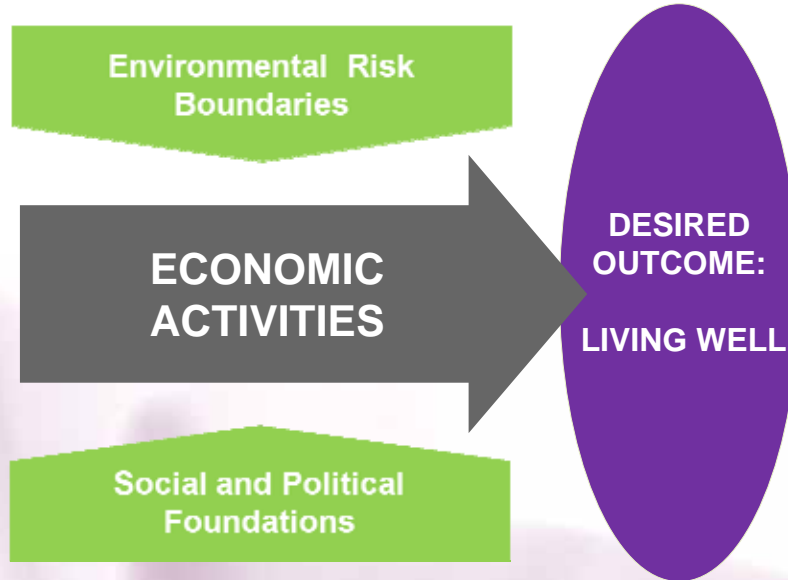 Environmental Risk
Boundaries
ECONOMIC
ACTIVITIES
DESIRED
OUTCOME:
LIVING WELL
Social and Political
Foundations